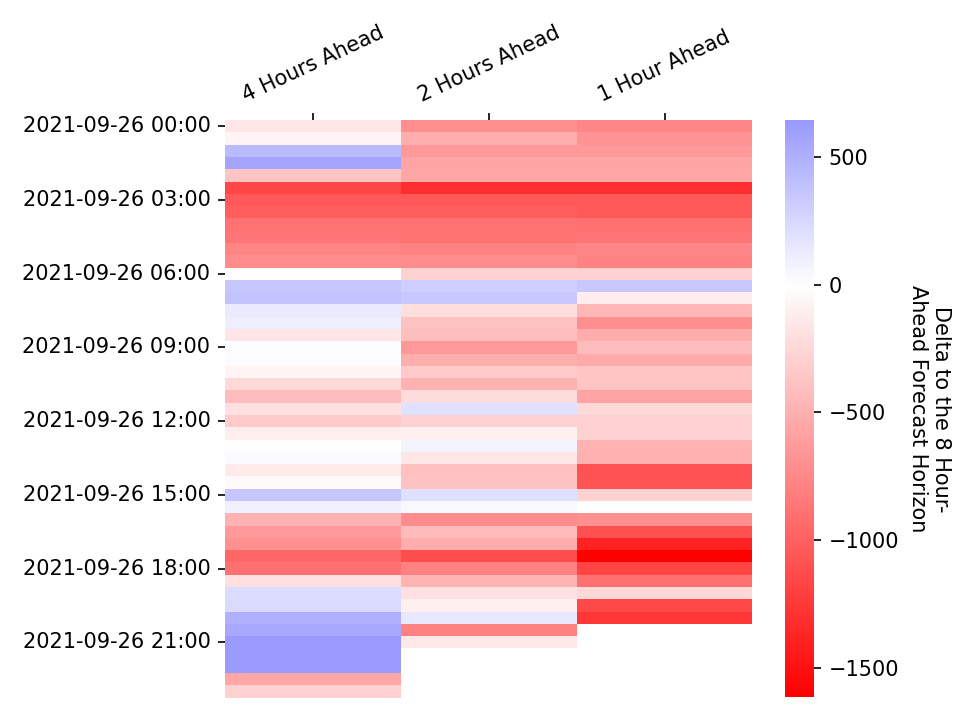 4 Hours Ahead
2 Hours Ahead
1 Hour Ahead
2021-09-26 00:00
2021-09-26 03:00
2021-09-26 06:00
2021-09-26 09:00
2021-09-26 12:00
2021-09-26 15:00
2021-09-26 18:00
2021-09-26 21:00
500
0
−500
−1000
−1500
Delta to the 8 Hour-
Ahead Forecast Horizon